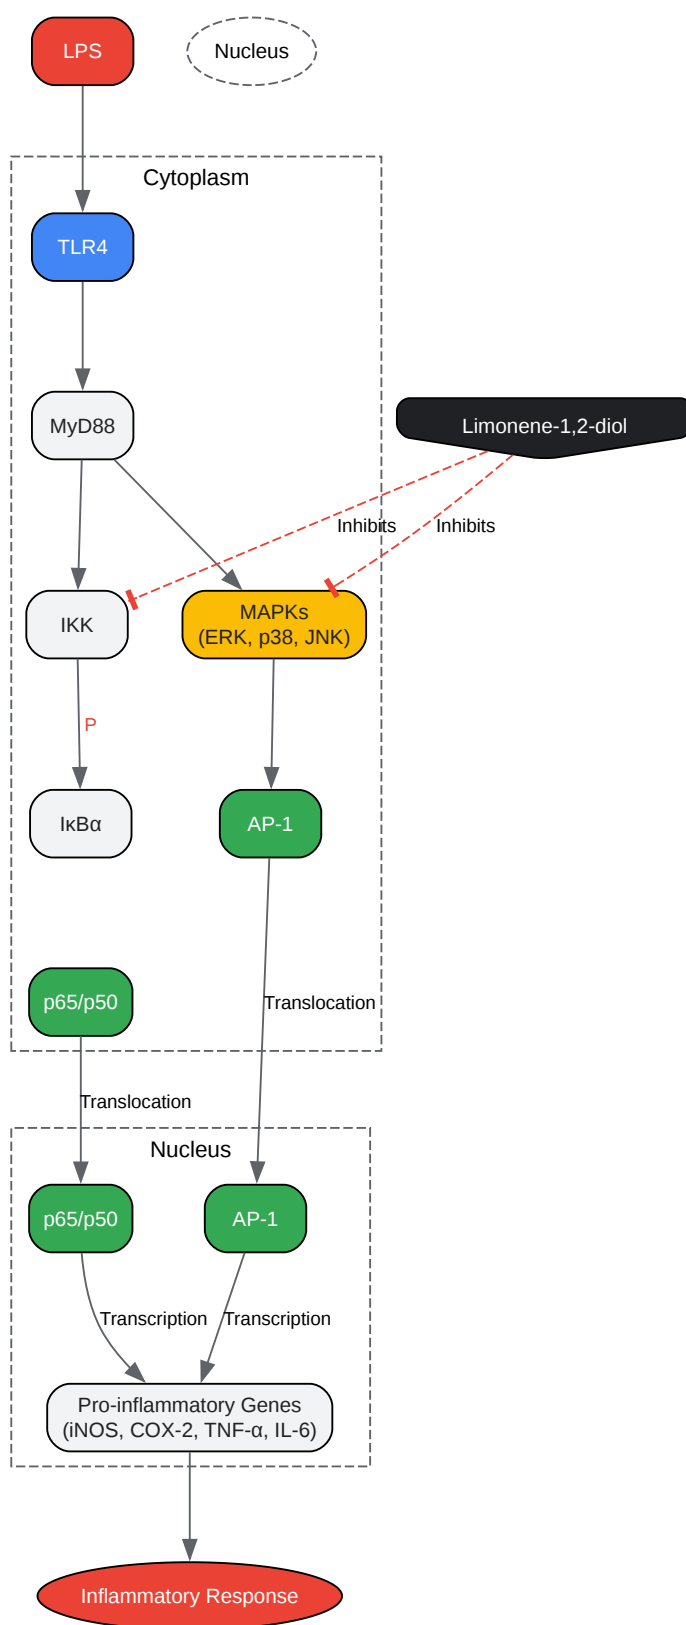 LPS
Nucleus
Cytoplasm
TLR4
MyD88
Limonene-1,2-diol
Inhibits
Inhibits
IKK
MAPKs
(ERK, p38, JNK)
P
IκBα
AP-1
p65/p50
Translocation
Translocation
Nucleus
p65/p50
AP-1
Transcription
Transcription
Pro-inflammatory Genes
(iNOS, COX-2, TNF-α, IL-6)
Inflammatory Response